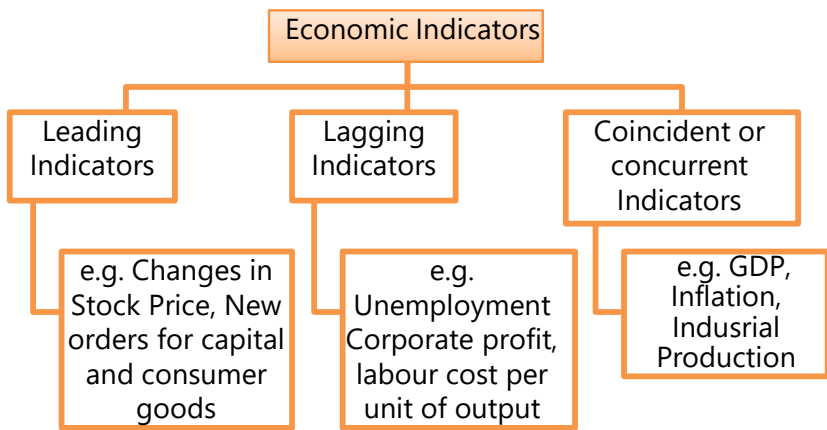 Economic Indicators
Leading
Indicators
Lagging
Indicators
Coincident or
concurrent
Indicators
e.g. Changes in
Stock Price, New
orders for capital
and consumer
goods
e.g.
Unemployment
Corporate profit,
labour cost per
unit of output
e.g. GDP,
Inflation,
Indusrial
Production